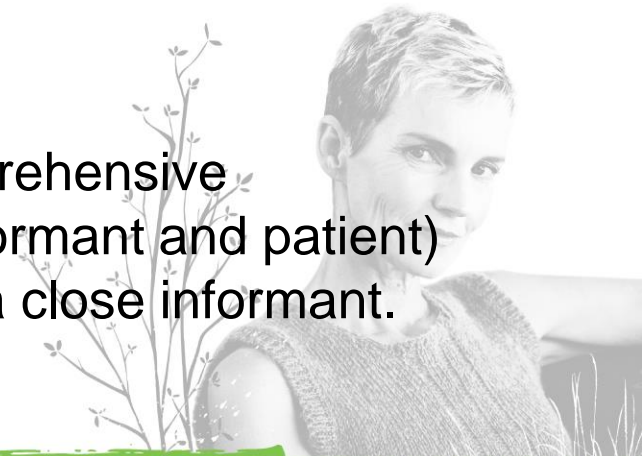 rehensive
ormant and patient)
a close informant.